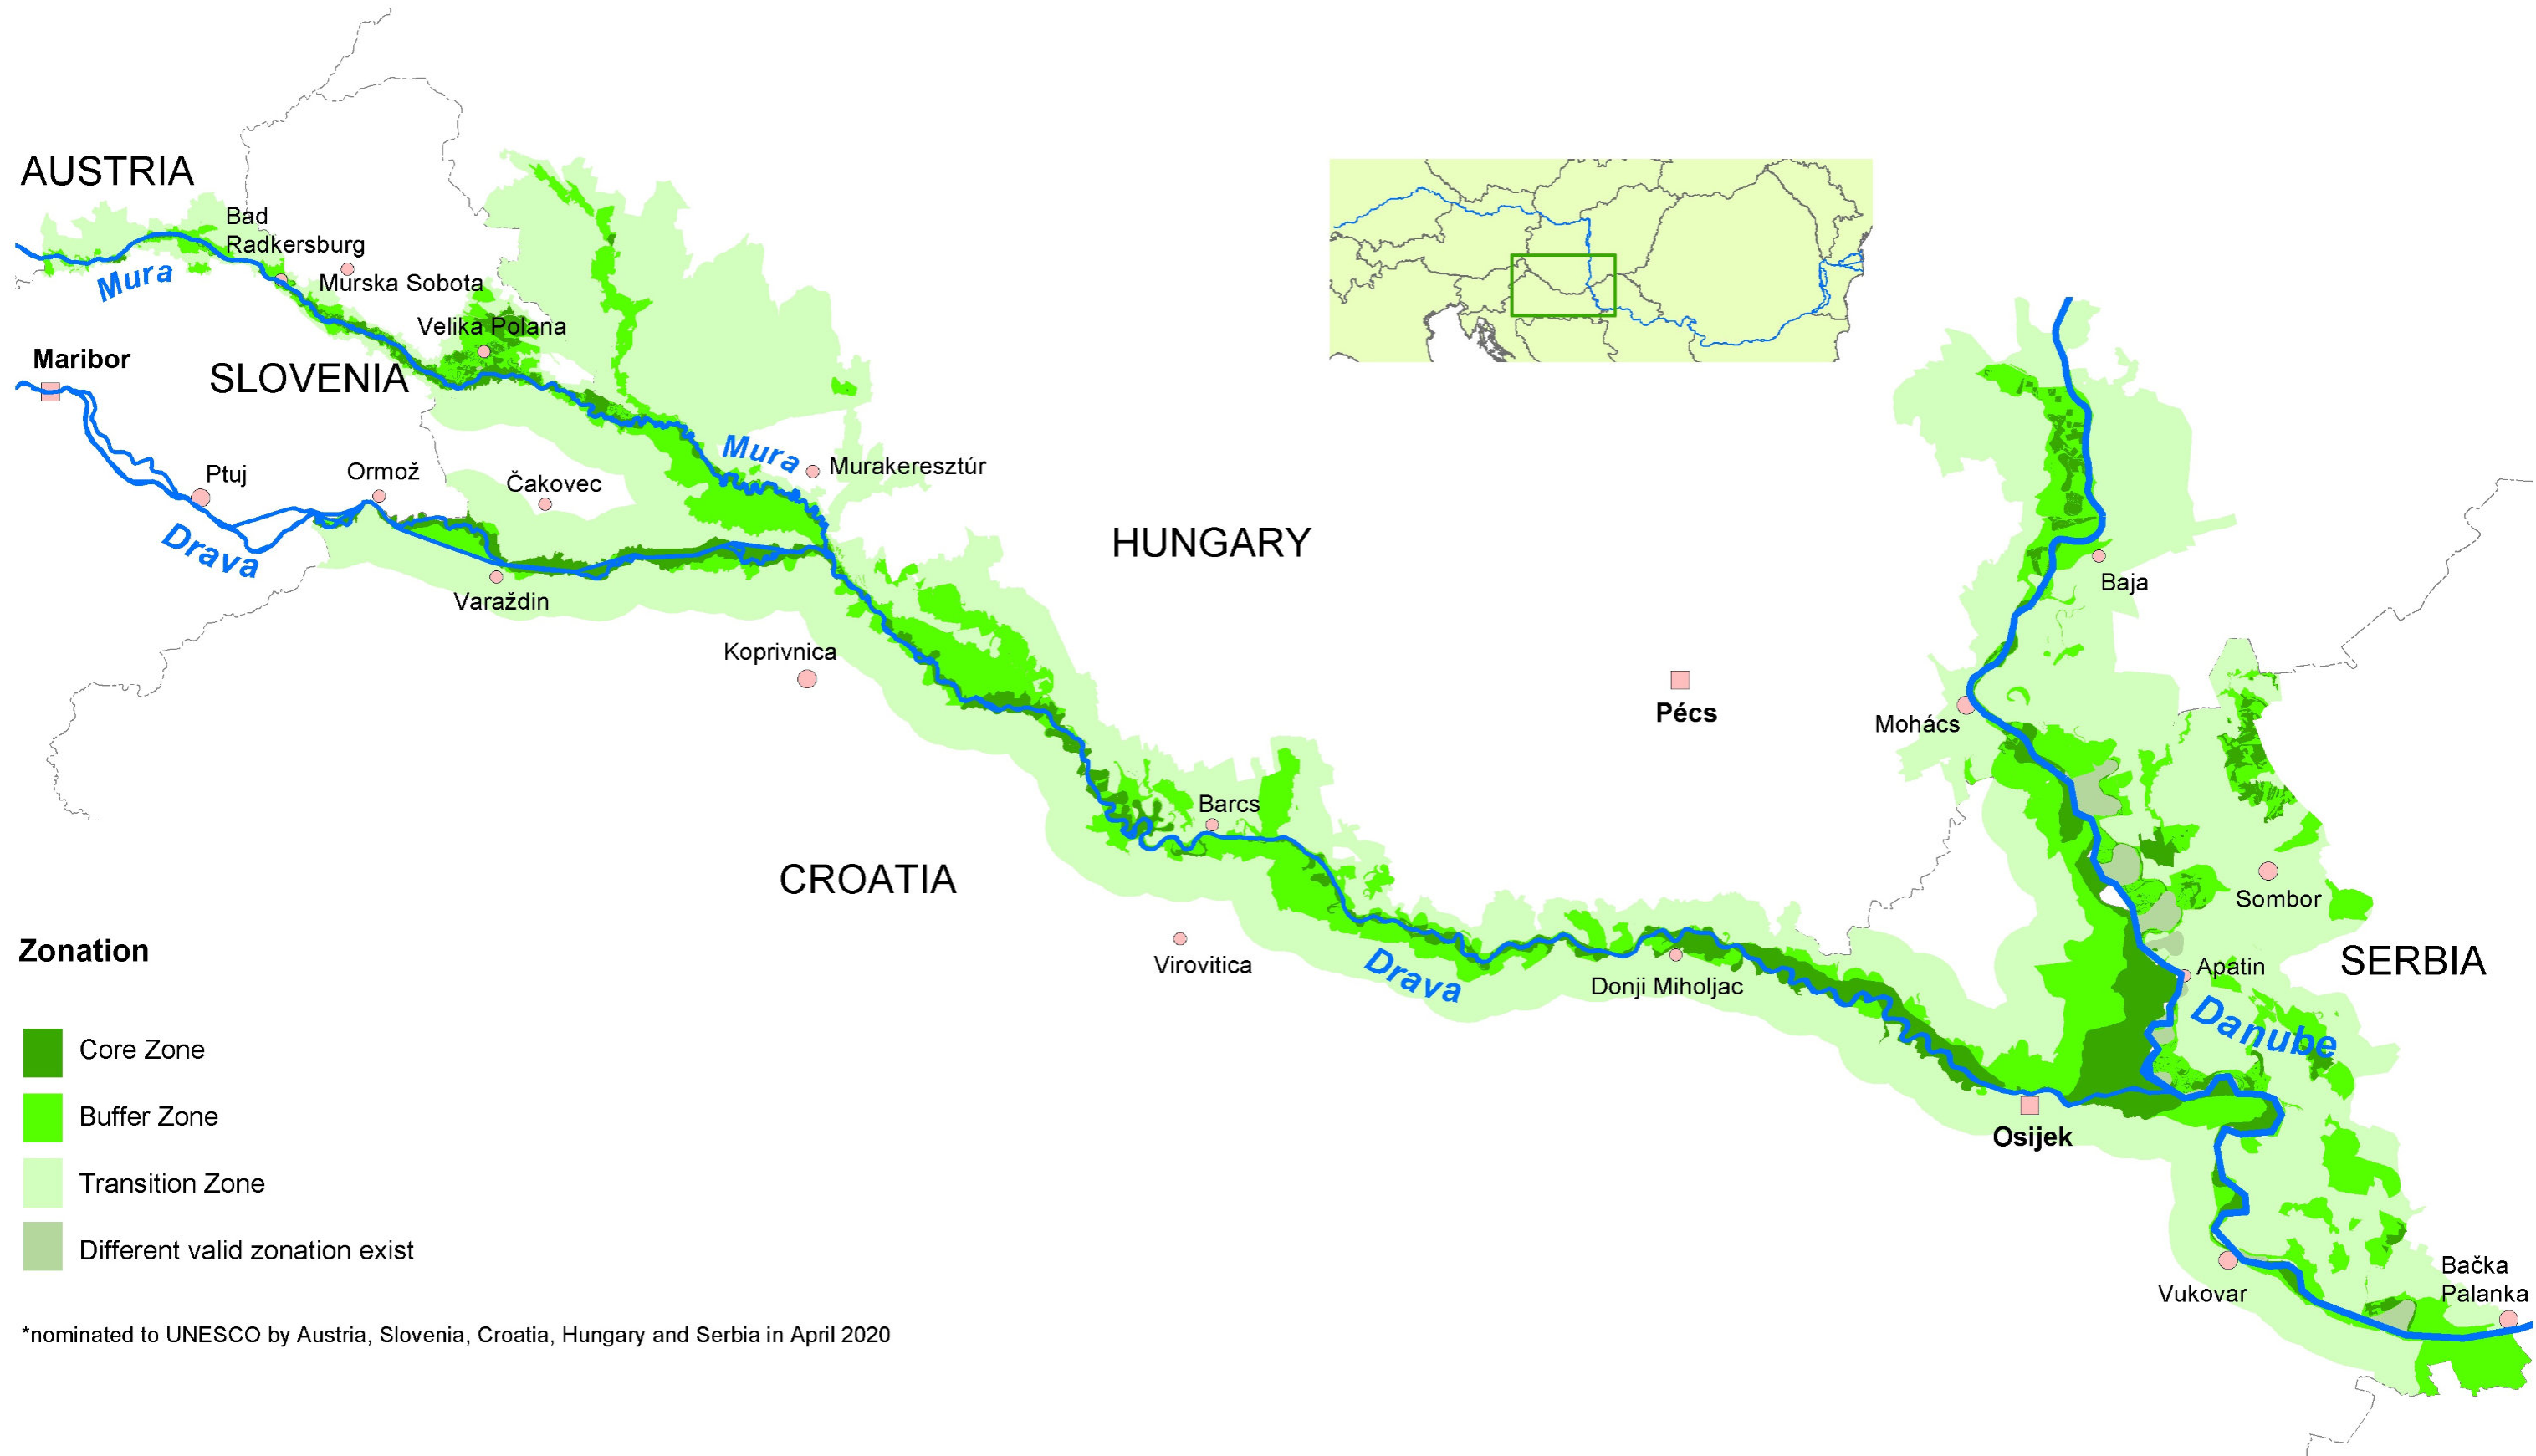 AUSTRIA
Bad
Radkersburg
Mura
Murska Sobota
Velika Polana
Maribor
SLOVENIA
Mura
Murakeresztúr
Ptuj
Ormož
Čakovec
Drava
Varaždin
HUNGARY
Baja
Koprivnica
Pécs
Mohács
Barcs
CROATIA
Sombor
Virovitica
Drava
Donji Miholjac
SERBIA
Apatin
Danube
Osijek
Vukovar
Bačka
Palanka
Zonation
Core Zone
Buffer Zone
Transition Zone
Different valid zonation exist
*nominated to UNESCO by Austria, Slovenia, Croatia, Hungary and Serbia in April 2020